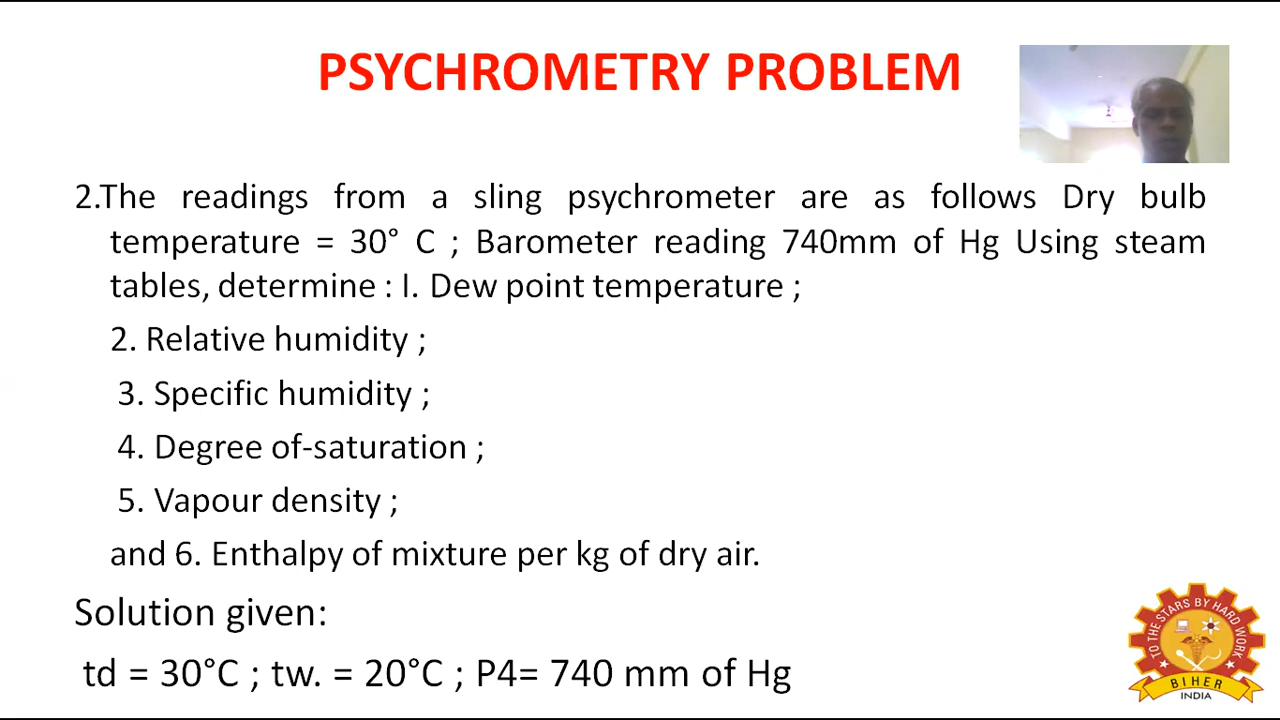 PSYCHROMETRY PROBLEM
2.The readings from a sling psychrometer are as follows Dry bulb
temperature = 30° C ; Barometer reading 740mm of Hg Using steam
tables, determine : I. Dew point temperature ;
2. Relative humidity ;
3. Specific humidity ;
4. Degree of-saturation ;
5. Vapour density ;
and 6. Enthalpy of mixture per kg of dry air.
Solution given:
td = 30°C ; tw. = 20°C ; P4= 740 mm of Hg
TO THE STARS BY HARD WORK
BIHER
INDIA